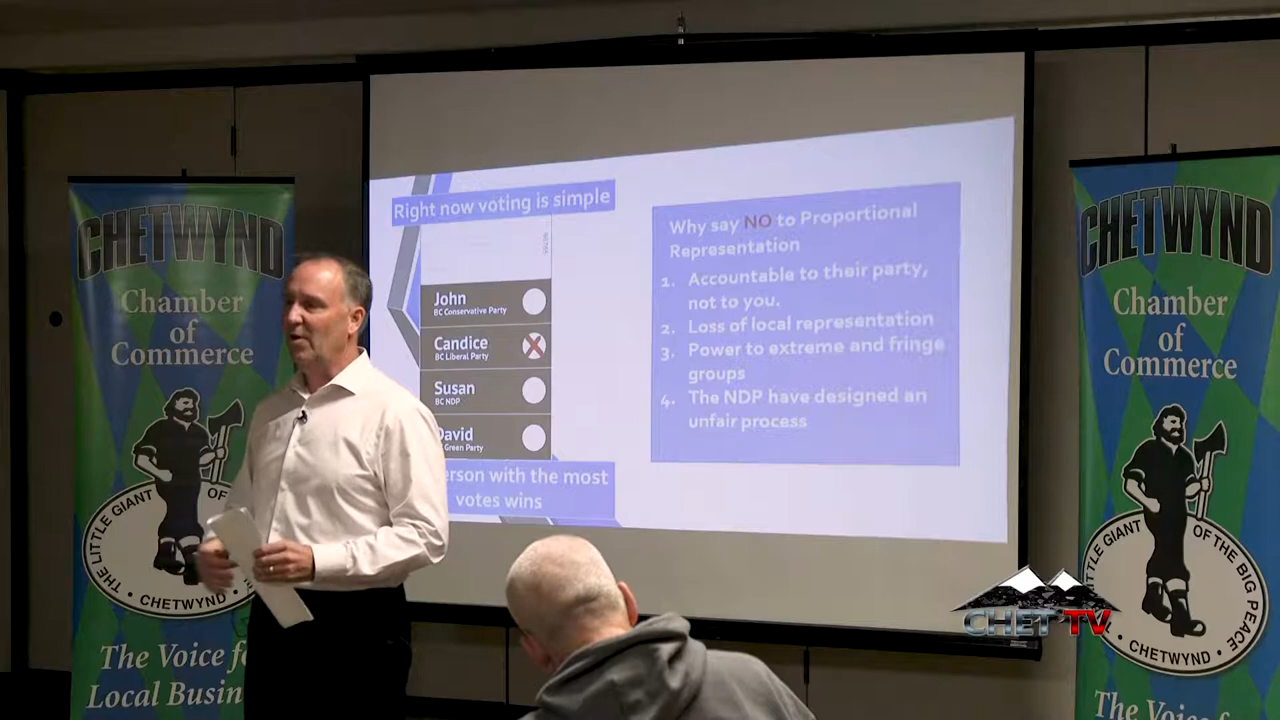 CHETWYND
Chamber
of
Commerce
THE LITTLE GIANT OF
CHETWYND
The Voice
Local
Right now voting is simple
John
BC Conservative Party
Candice
BC Liberal Party
Susan
BC NDP
David
Green Party
with the most
votes wins
Why say NO to Proportional
Representation
1. Accountable to their party,
not to you.
2. Loss of local representation
3. Power to extreme and fringe
groups
4. The NDP have designed an
unfair process
CHETWYND
Chamber
of
Commerce
LITTLE GIANT OF THE BIG PEACE
CHETWYND
The
CHET TV